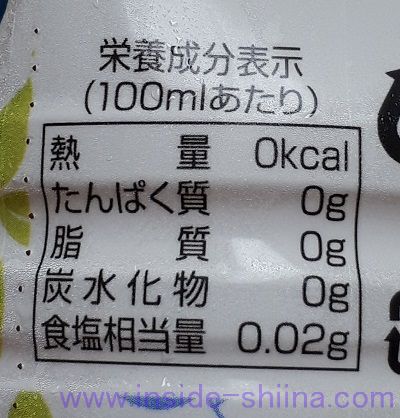 栄養成分表示
(100mlあたり)
熱量 0kcal
たんぱく質 0g
脂質 0g
炭水化物 0g
食塩相当量 0.02g
www.inside-shiina.com